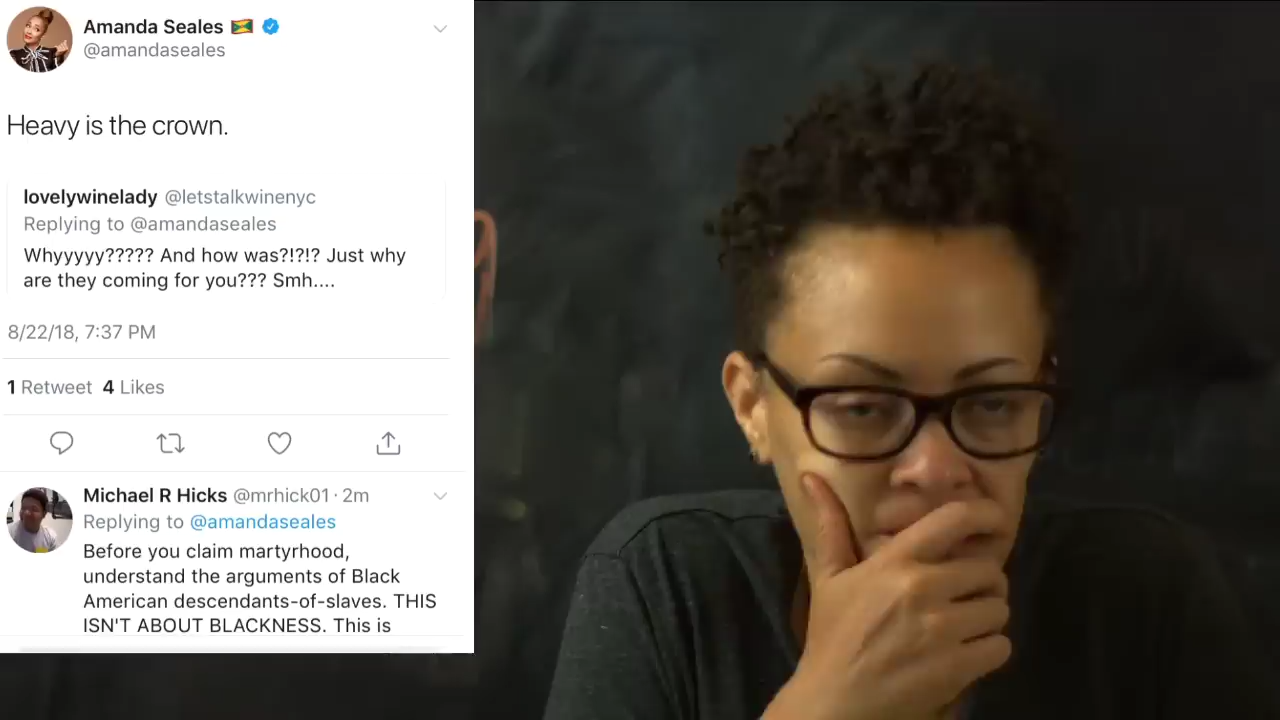 Amanda Seales 🇬🇩
@amandaseales
Heavy is the crown.
lovelywinelady @letstalkwinenyc
Replying to @amandaseales
Whyyyyy????? And how was?!?!? Just why
are they coming for you??? Smh....
8/22/18, 7:37 PM
1 Retweet 4 Likes
Michael R Hicks @mrhick01 · 2m
Replying to @amandaseales
Before you claim martyrhood,
understand the arguments of Black
American descendants-of-slaves. THIS
ISN'T ABOUT BLACKNESS. This is